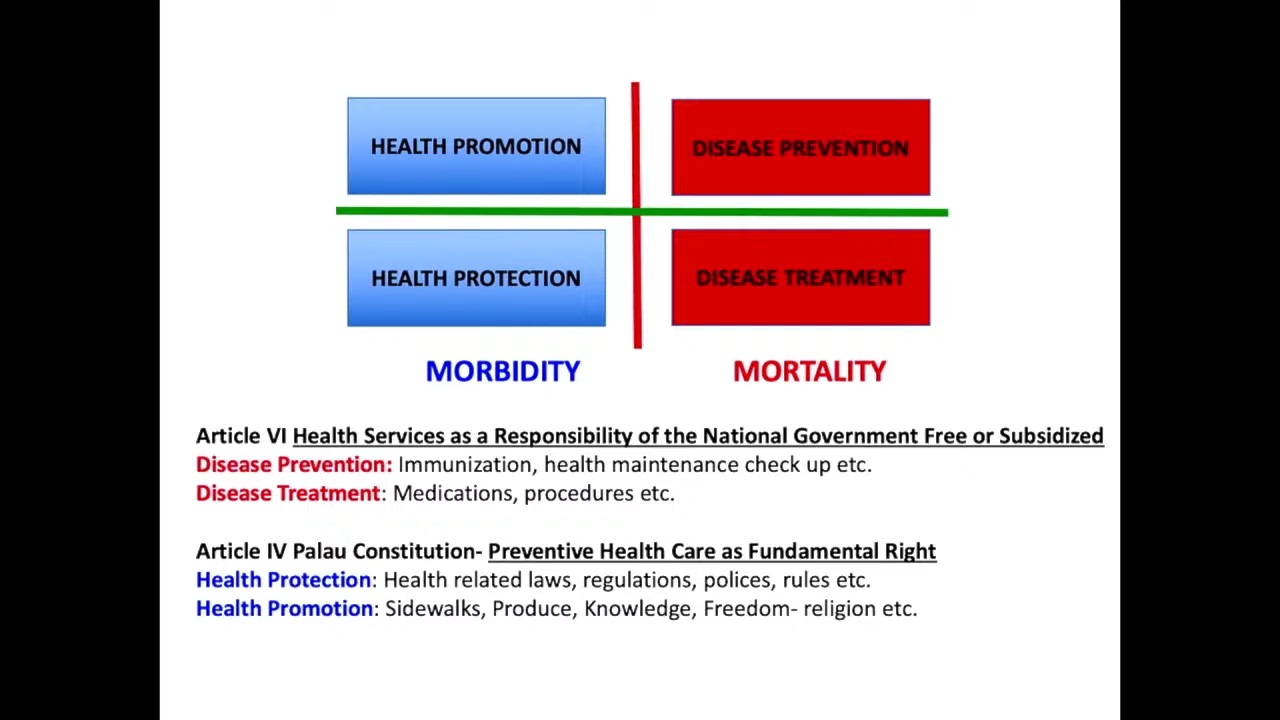 HEALTH PROMOTION
DISEASE PREVENTION
HEALTH PROTECTION
DISEASE TREATMENT
MORBIDITY
MORTALITY
Article VI Health Services as a Responsibility of the National Government Free or Subsidized
Disease Prevention: Immunization, health maintenance check up etc.
Disease Treatment: Medications, procedures etc.
Article IV Palau Constitution- Preventive Health Care as Fundamental Right
Health Protection: Health related laws, regulations, polices, rules etc.
Health Promotion: Sidewalks, Produce, Knowledge, Freedom- religion etc.